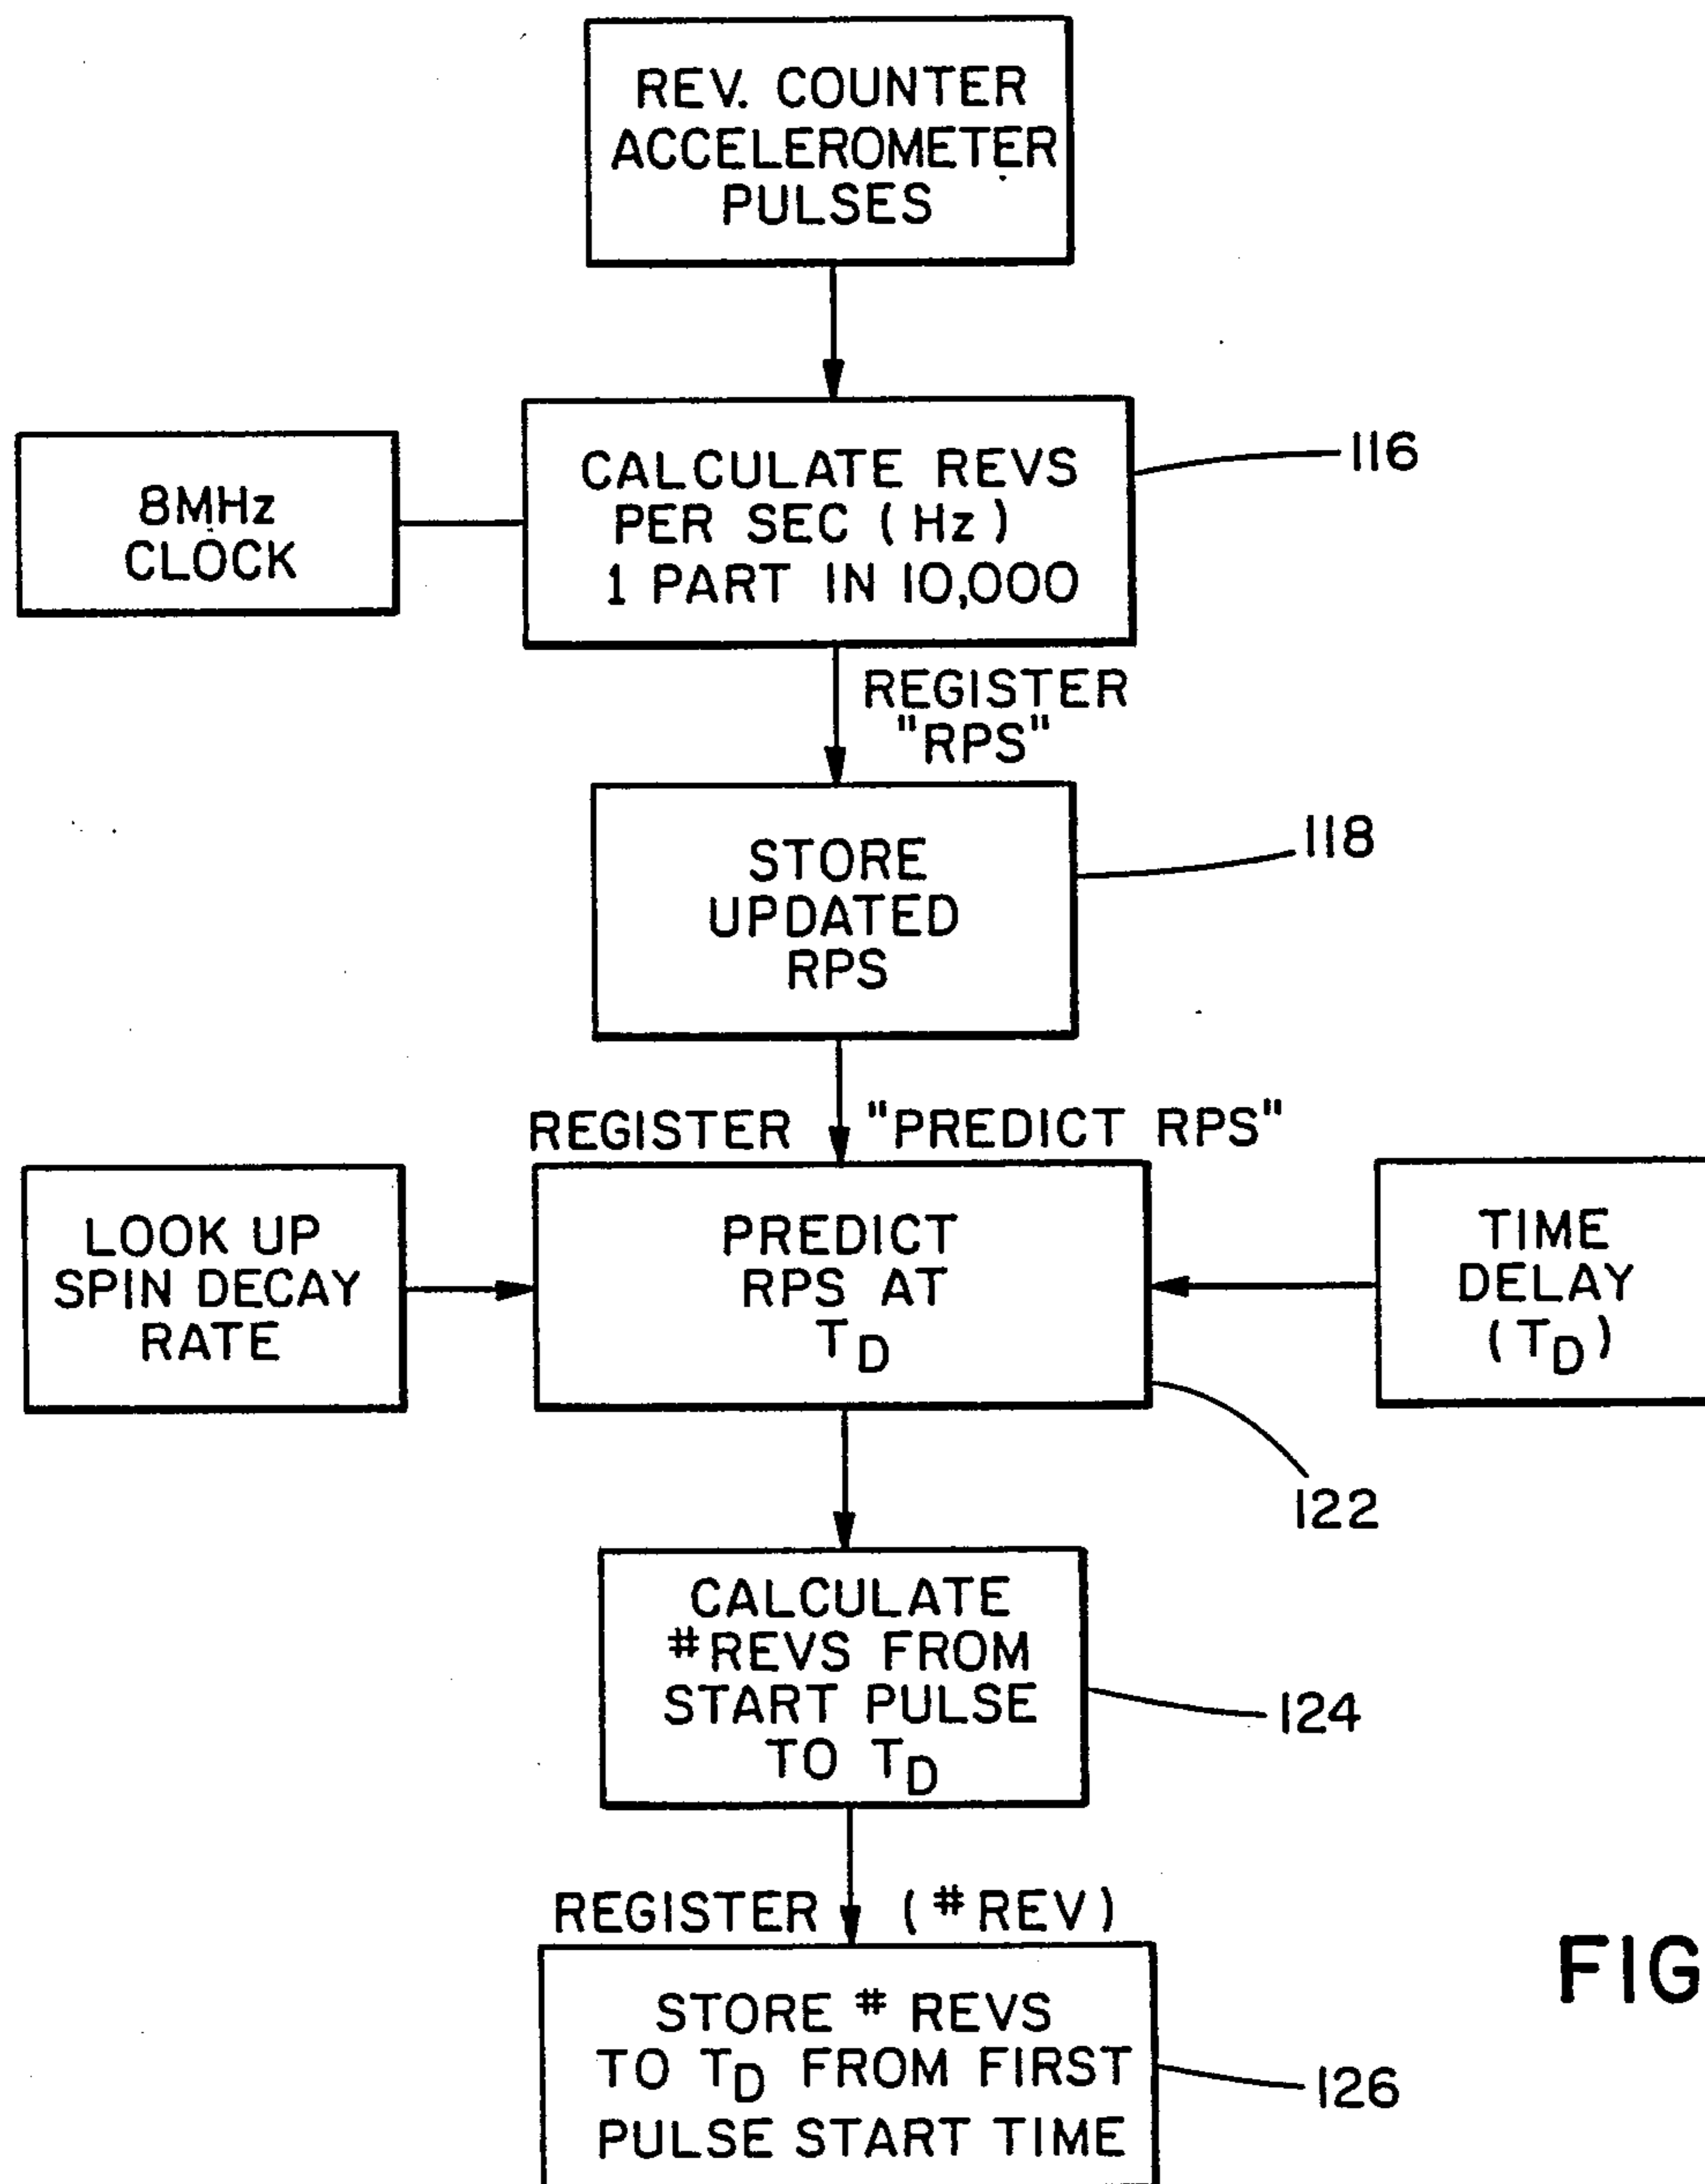 REV. COUNTER
ACCELEROMETER
PULSES
8MHz
CLOCK
CALCULATE REVS
PER SEC (Hz)
1 PART IN 10,000
116
REGISTER
"RPS"
STORE
UPDATED
RPS
118
REGISTER "PREDICT RPS"
LOOK UP
SPIN DECAY
RATE
PREDICT
RPS AT
TD
TIME
DELAY
(TD)
122
CALCULATE
#REVS FROM
START PULSE
TO TD
124
REGISTER (#REV)
STORE # REVS
TO TD FROM FIRST
PULSE START TIME
126
FIG